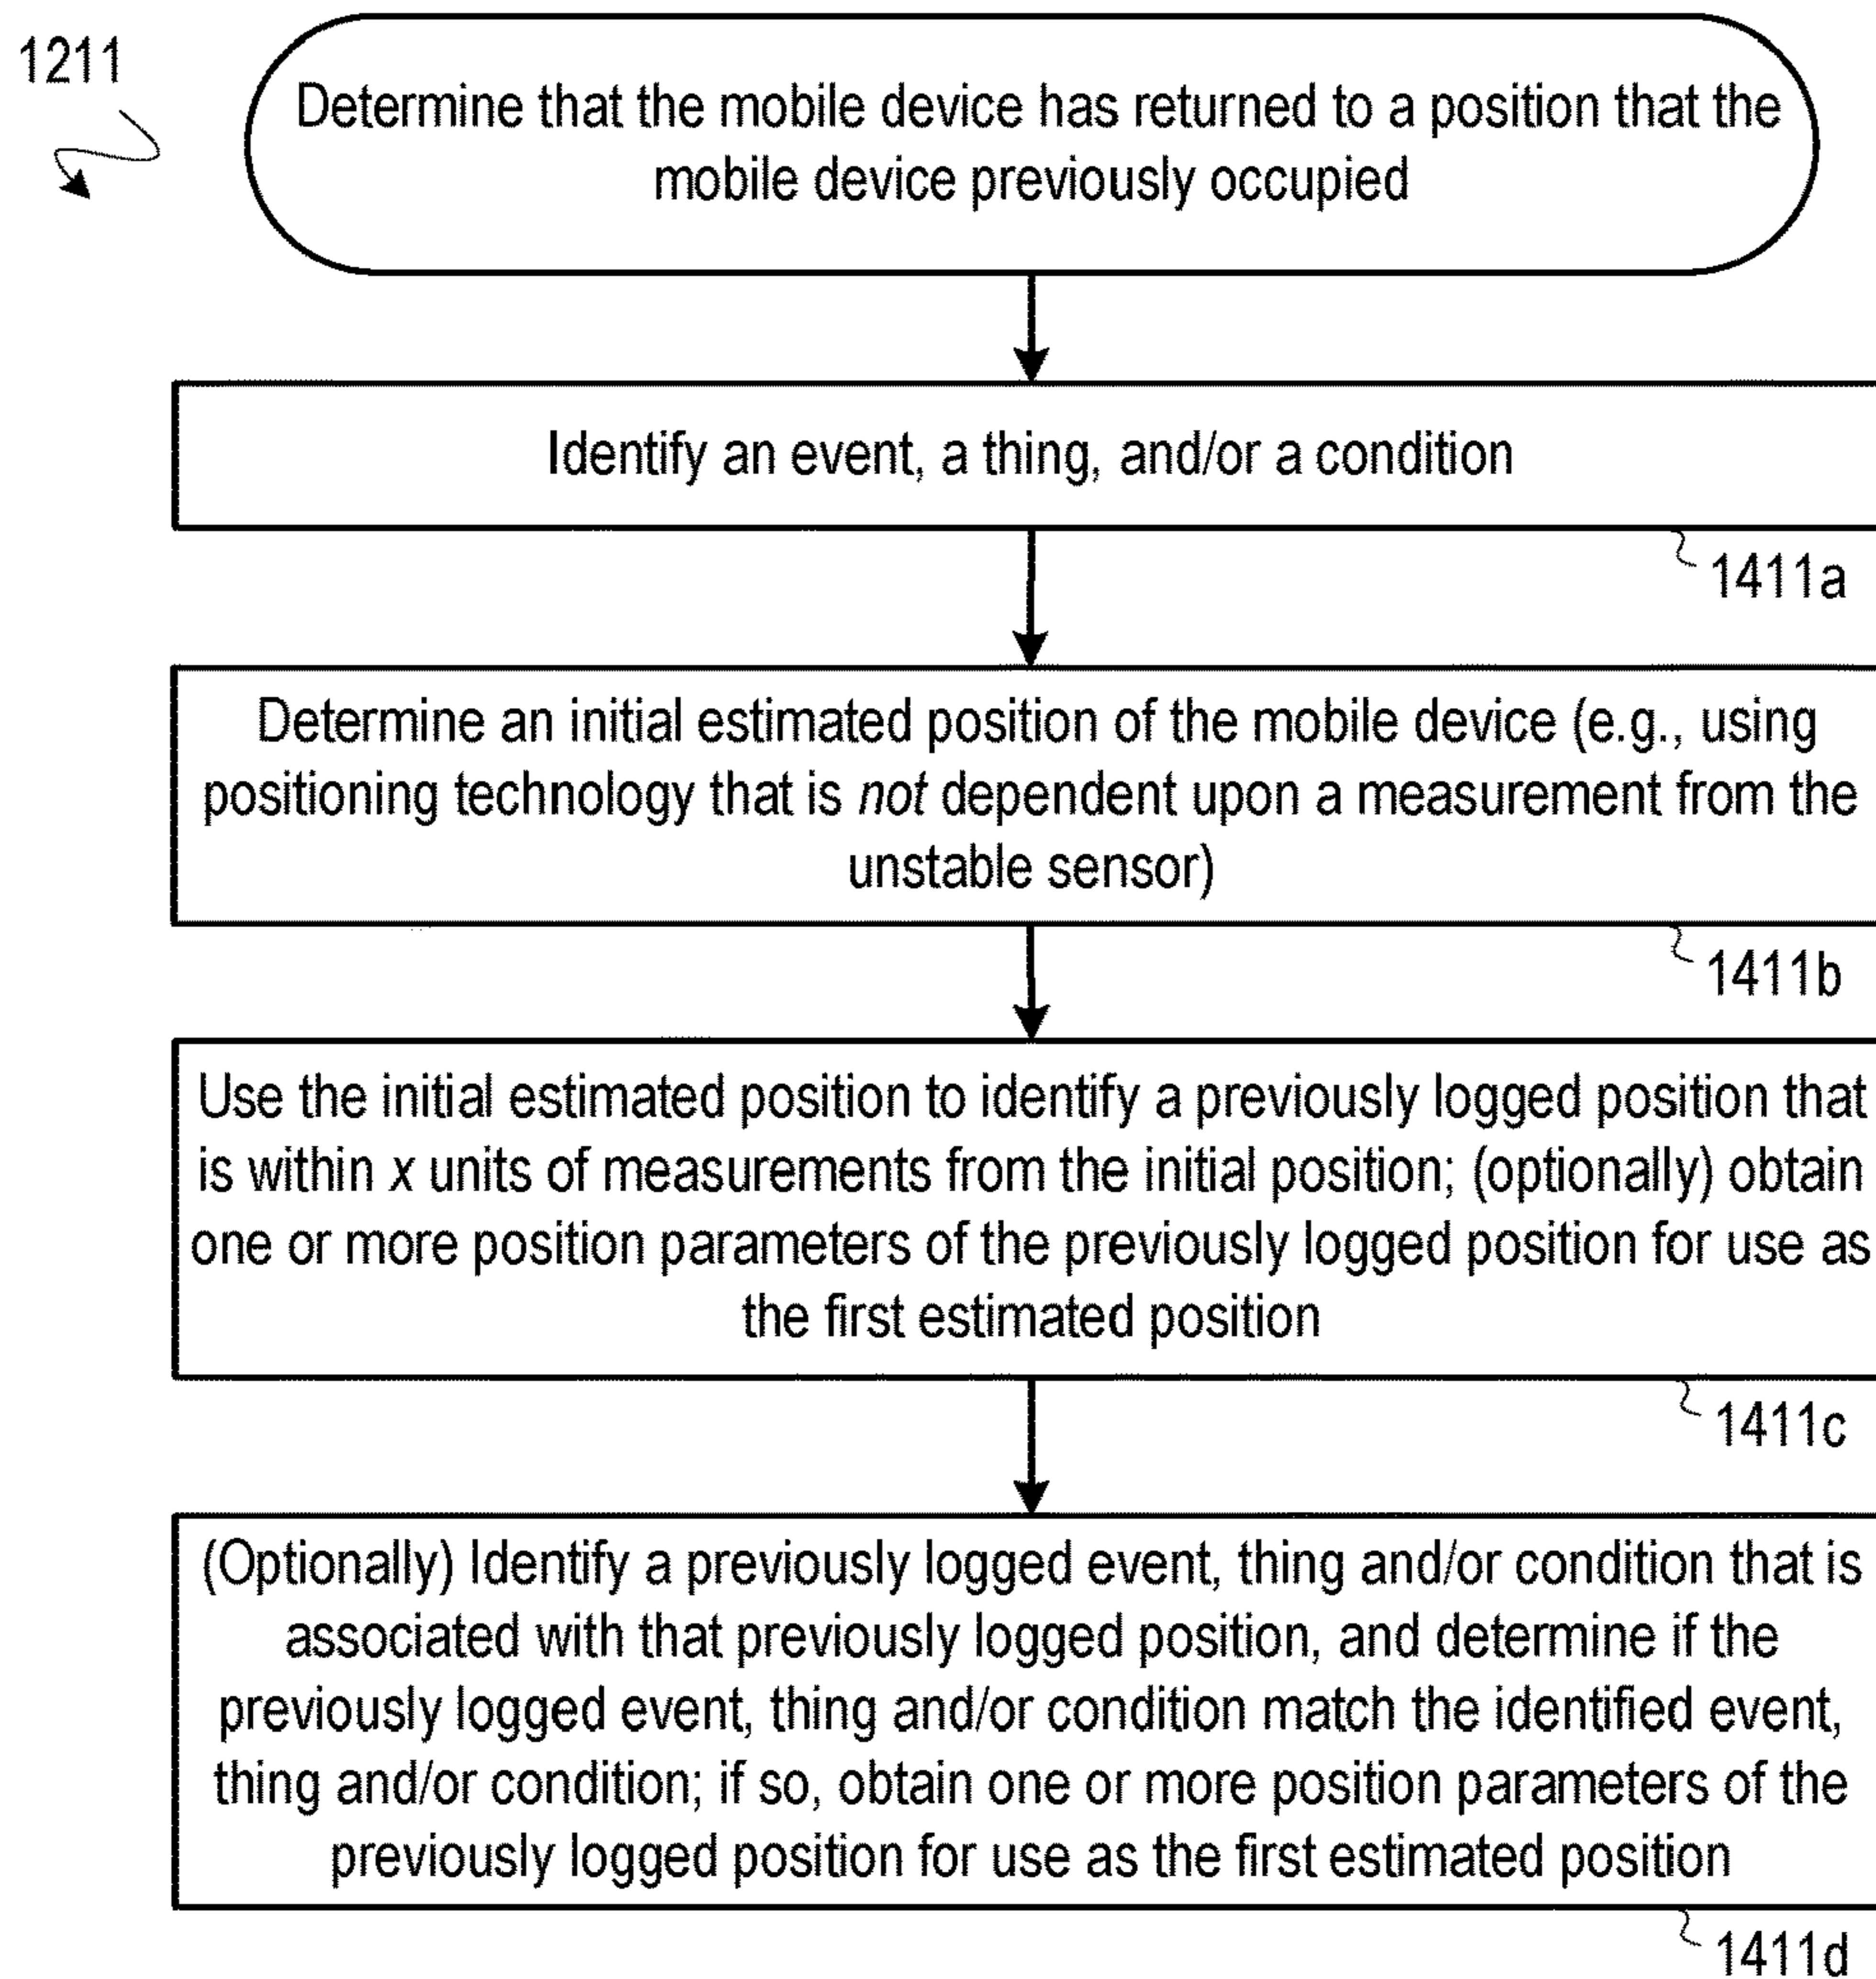 1211
Determine that the mobile device has returned to a position that the
mobile device previously occupied
Identify an event, a thing, and/or a condition
1411a
Determine an initial estimated position of the mobile device (e.g., using
positioning technology that is not dependent upon a measurement from the
unstable sensor)
1411b
Use the initial estimated position to identify a previously logged position that
is within x units of measurements from the initial position; (optionally) obtain
one or more position parameters of the previously logged position for use as
the first estimated position
1411c
(Optionally) Identify a previously logged event, thing and/or condition that is
associated with that previously logged position, and determine if the
previously logged event, thing and/or condition match the identified event,
thing and/or condition; if so, obtain one or more position parameters of the
previously logged position for use as the first estimated position
1411d